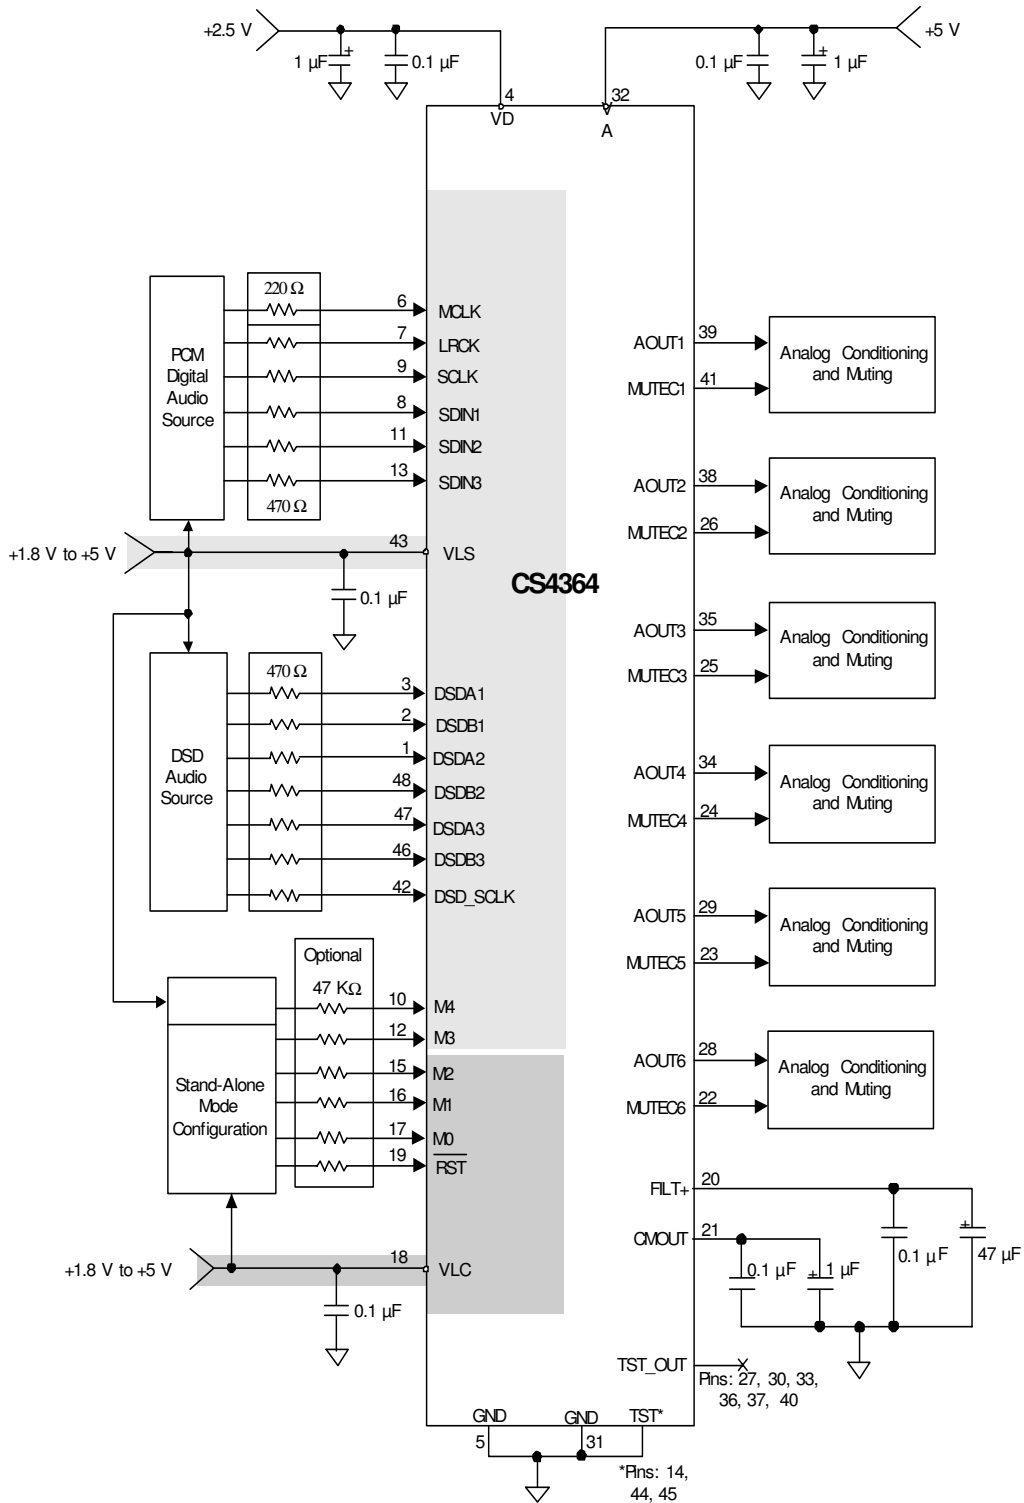 +2.5 V
1 µF
+
0.1 µF
0.1 µF
+
1 µF
+5 V
4
VD
32
V
A
PCM
Digital
Audio
Source
220 Ω
470 Ω
6
MCLK
7
LRCK
9
SCLK
8
SDIN1
11
SDIN2
13
SDIN3
+1.8 V to +5 V
43
VLS
0.1 µF
CS4364
DSD
Audio
Source
470 Ω
3
DSDA1
2
DSDB1
1
DSDA2
48
DSDB2
47
DSDA3
46
DSDB3
42
DSD_SCLK
Optional
47 KΩ
Stand-Alone
Mode
Configuration
10
M4
12
M3
15
M2
16
M1
17
M0
19
RST
+1.8 V to +5 V
18
VLC
0.1 µF
AOUT1
39
MUTEC1
41
Analog Conditioning
and Muting
AOUT2
38
MUTEC2
26
Analog Conditioning
and Muting
AOUT3
35
MUTEC3
25
Analog Conditioning
and Muting
AOUT4
34
MUTEC4
24
Analog Conditioning
and Muting
AOUT5
29
MUTEC5
23
Analog Conditioning
and Muting
AOUT6
28
MUTEC6
22
Analog Conditioning
and Muting
FILT+
20
CMOUT
21
0.1 µF
+
1 µF
0.1 µF
+
47 µF
TST_OUT
Pins: 27, 30, 33,
36, 37, 40
GND
5
GND
31
TST*
*Pins: 14,
44, 45